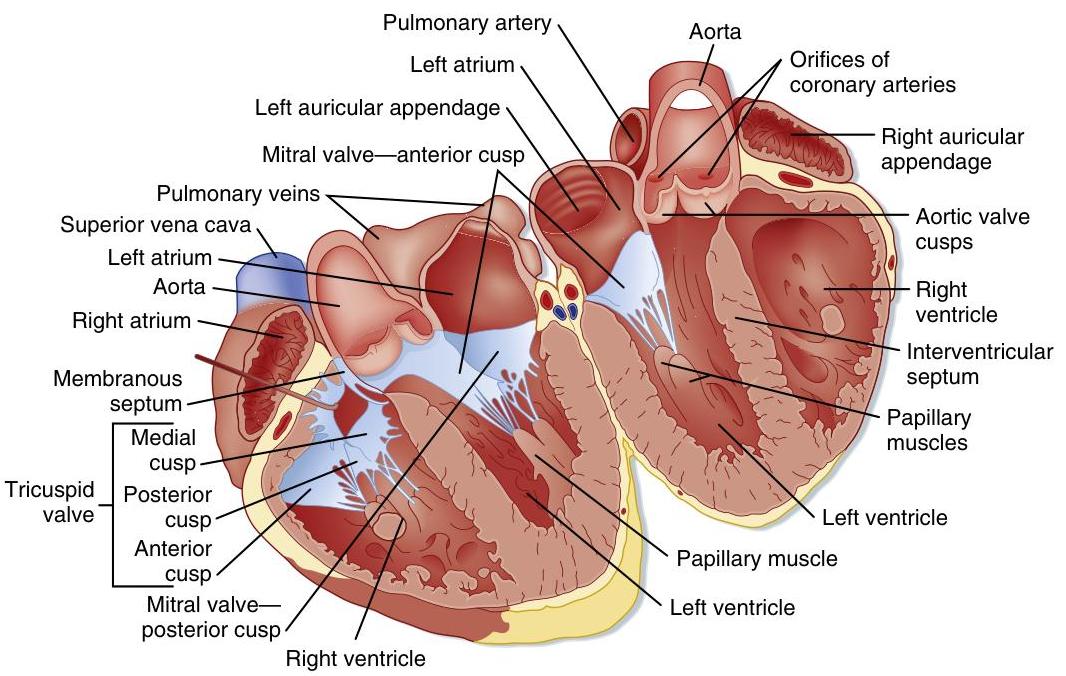 Pulmonary artery
Aorta
Left atrium
Orifices of
coronary arteries
Left auricular appendage
Right auricular
appendage
Mitral valve—anterior cusp
Pulmonary veins
Superior vena cava
Aortic valve
cusps
Left atrium
Aorta
Right
ventricle
Right atrium
Interventricular
septum
Membranous
septum
Papillary
muscles
Medial
cusp
Tricuspid
valve
Posterior
cusp
Left ventricle
Anterior
cusp
Papillary muscle
Mitral valve—
posterior cusp
Left ventricle
Right ventricle